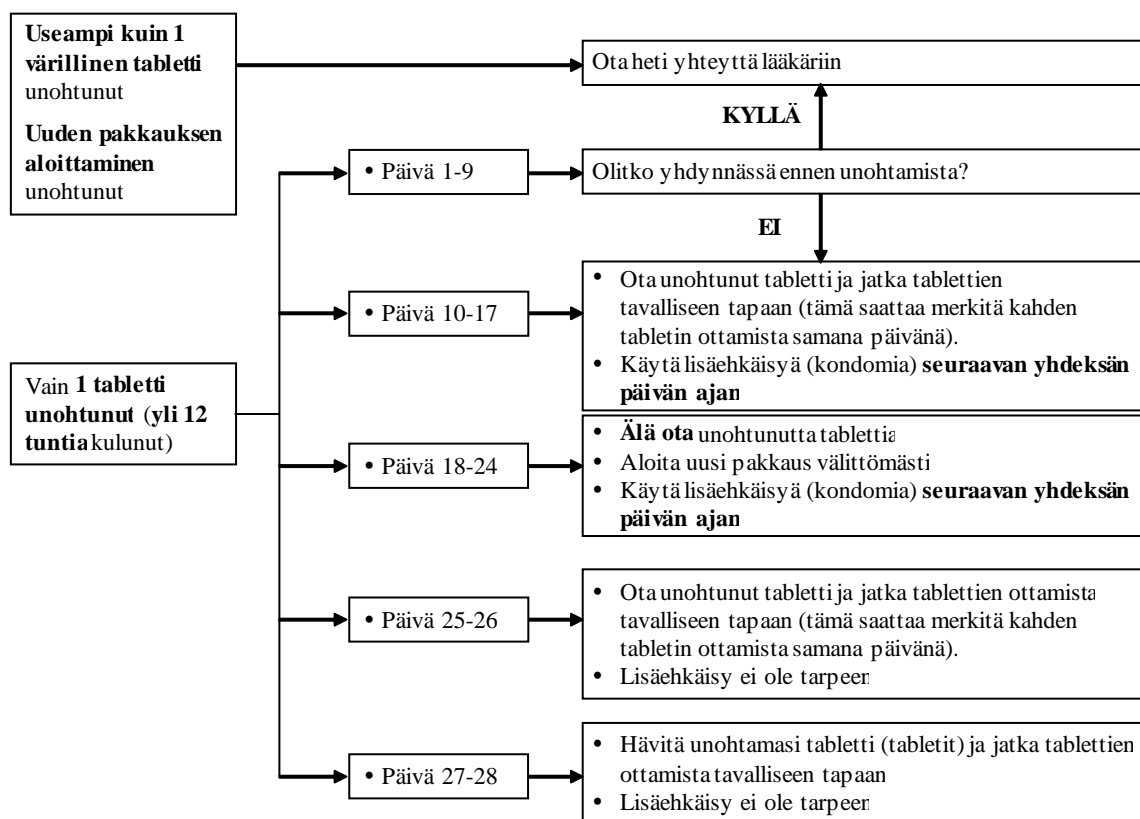 Useampi kuin 1
värillinen tabletti
unohtunut
Uuden pakkauksen
aloittaminen
unohtunut
Ota heti yhteyttä lääkäriin
KYLLÄ
• Päivä 1-9
Olitko yhdynnässä ennen unohtamista?
EI
• Päivä 10-17
• Ota unohtunut tabletti ja jatka tablettien
tavalliseen tapaan (tämä saattaa merkitä kahden
tabletin ottamista samana päivänä).
• Käytä lisäehkäisyä (kondomia) seuraavan yhdeksän
päivän ajan
Vain 1 tabletti
unohtunut (yli 12
tuntia kulunut)
• Päivä 18-24
• Älä ota unohtunutta tablettia
• Aloita uusi pakkaus välittömästi
• Käytä lisäehkäisyä (kondomia) seuraavan yhdeksän
päivän ajan
• Päivä 25-26
• Ota unohtunut tabletti ja jatka tablettien ottamista
tavalliseen tapaan (tämä saattaa merkitä kahden
tabletin ottamista samana päivänä).
• Lisäehkäisy ei ole tarpeen
• Päivä 27-28
• Hävitä unohtamasi tabletti (tabletit) ja jatka tablettien
ottamista tavalliseen tapaan
• Lisäehkäisy ei ole tarpeen